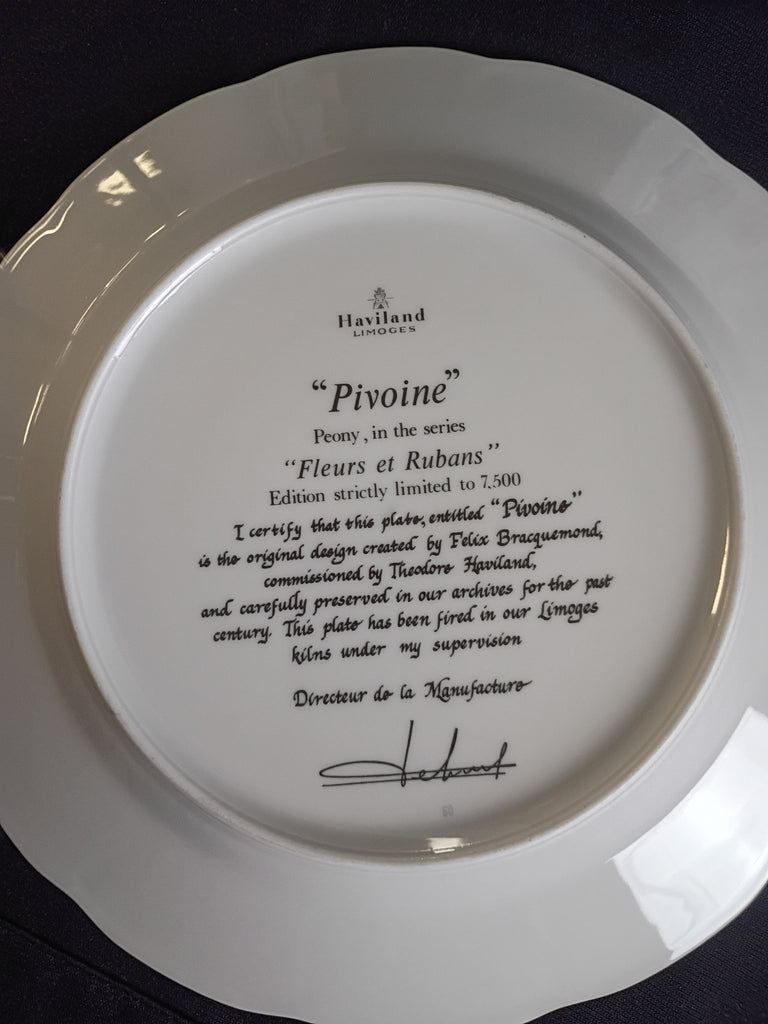 Haviland
LIMOGES
“Pivoine”
Peony, in the series
“Fleurs et Rubans”
Edition strictly limited to 7,500
I certify that this plate, entitled “Pivoine”
is the original design created by Felix Bracquemond,
commissioned by Theodore Haviland,
and carefully preserved in our archives for the past
century. This plate has been fired in our Limoges
kilns under my supervision
Directeur de la Manufacture